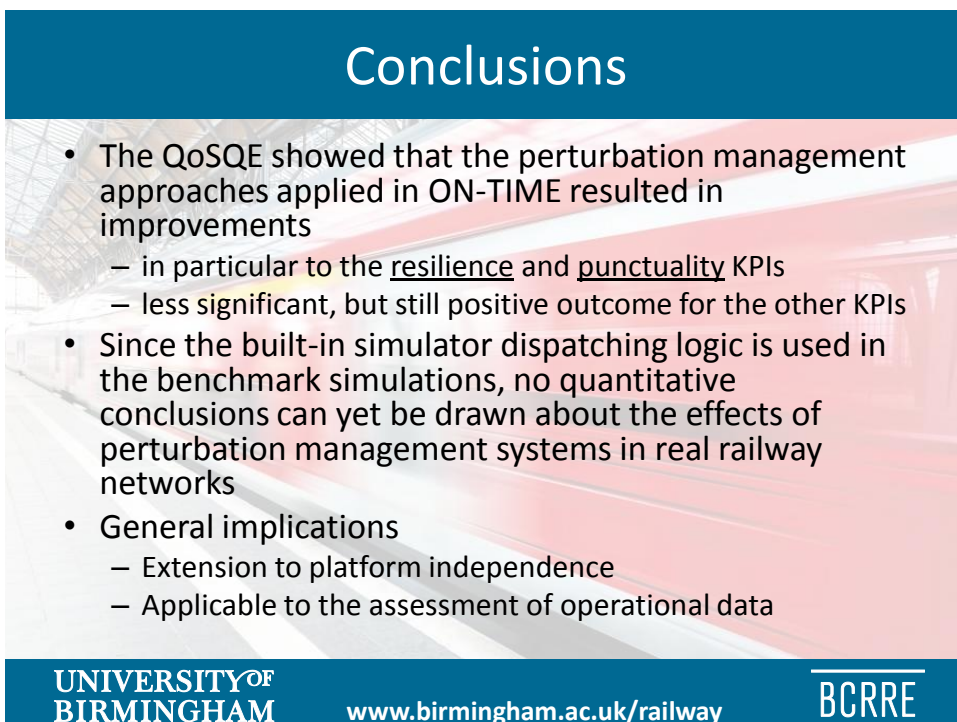 Conclusions
• The QoSQE showed that the perturbation management
approaches applied in ON-TIME resulted in
improvements
– in particular to the resilience and punctuality KPIs
– less significant, but still positive outcome for the other KPIs
• Since the built-in simulator dispatching logic is used in
the benchmark simulations, no quantitative
conclusions can yet be drawn about the effects of
perturbation management systems in real railway
networks
• General implications
– Extension to platform independence
– Applicable to the assessment of operational data
UNIVERSITY OF
BIRMINGHAM
www.birmingham.ac.uk/railway
BCRRE